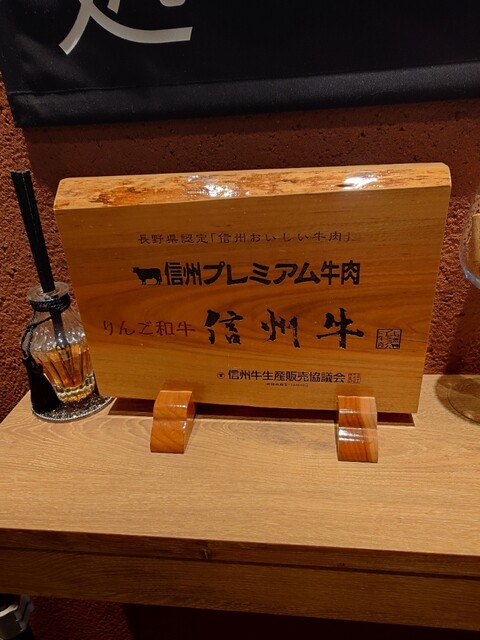 処
長野県認定「信州おいしい牛肉」
信州プレミアム牛肉
りんご和牛 信州牛
信州牛生産販売協議会